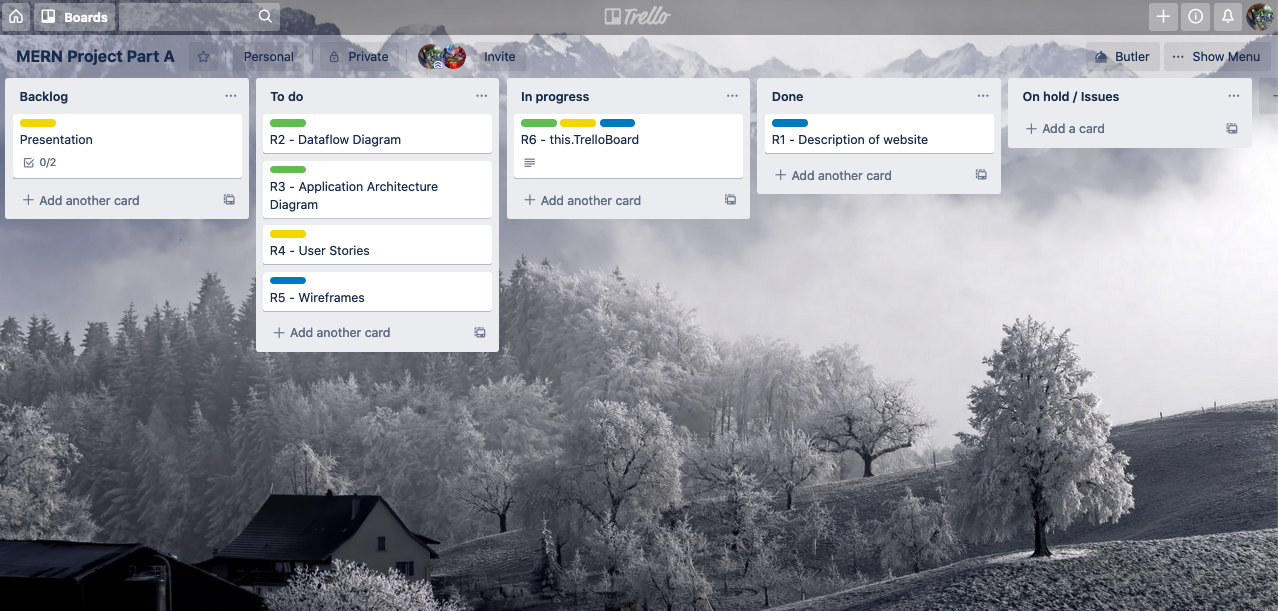 Boards
Trello
MERN Project Part A
Personal
Private
Invite
Butler
Show Menu
Backlog
Presentation
0/2
Add another card
To do
R2 - Dataflow Diagram
R3 - Application Architecture
Diagram
R4 - User Stories
R5 - Wireframes
Add another card
In progress
R6 - this.TrelloBoard
Add another card
Done
R1 - Description of website
Add another card
On hold / Issues
Add a card